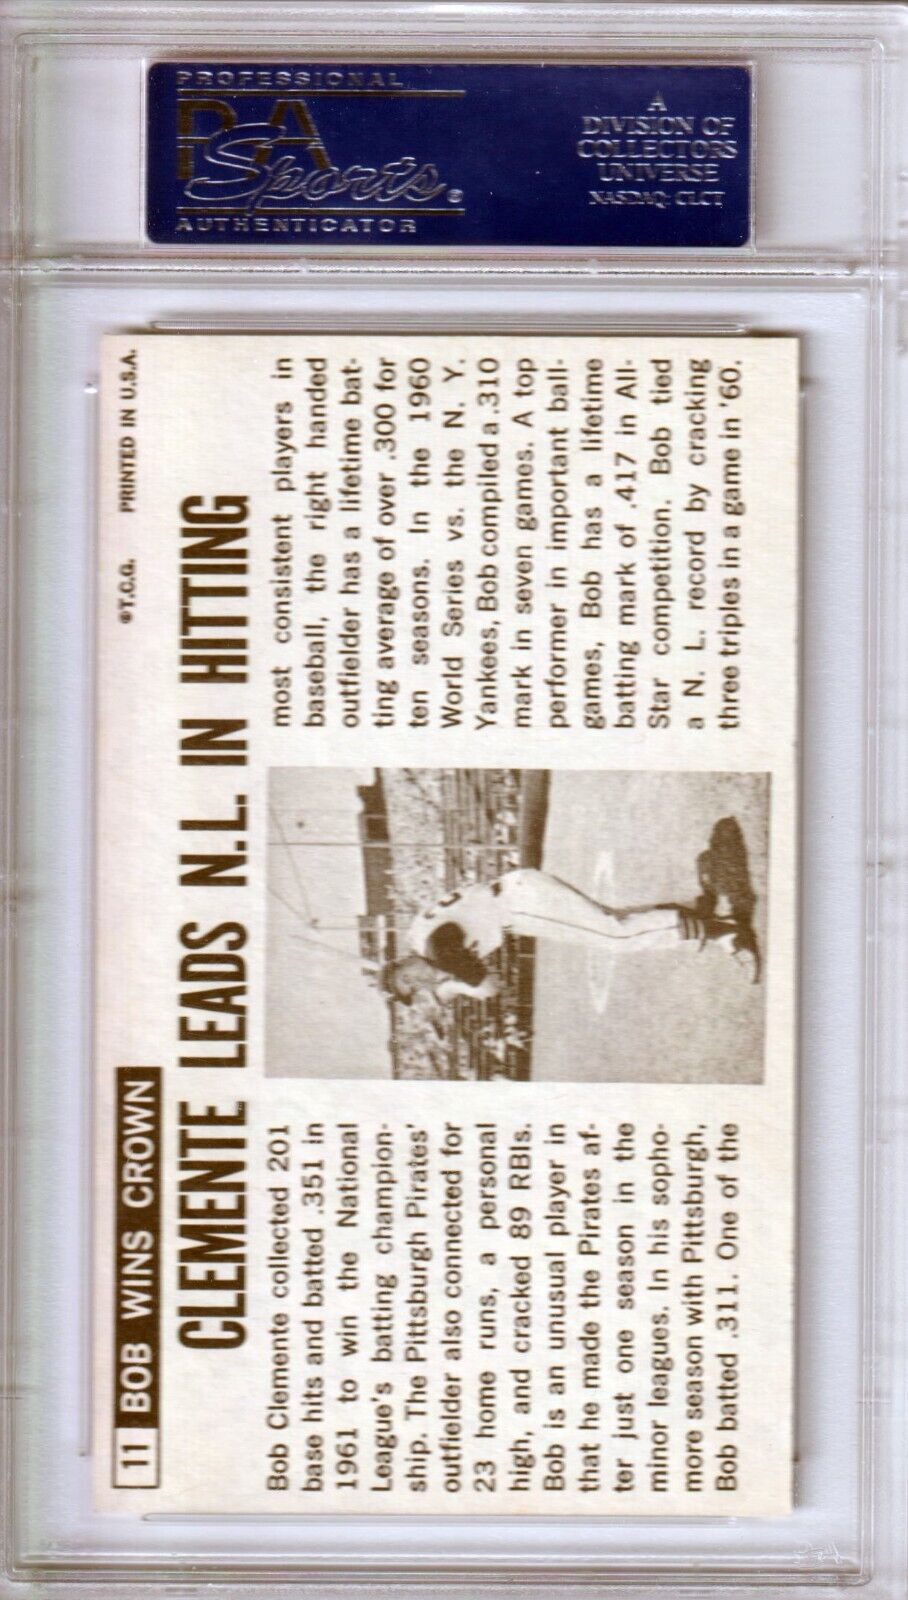 PROFESSIONAL
PSA
Sports®
AUTHENTICATOR
A
DIVISION OF
COLLECTORS
UNIVERSE
NASDAQ: CLCT
11 BOB WINS CROWN
©T.C.G. PRINTED IN U.S.A.
CLEMENTE LEADS N.L. IN HITTING
Bob Clemente collected 201
base hits and batted .351 in
1961 to win the National
League's batting champion-
ship. The Pittsburgh Pirates'
outfielder also connected for
23 home runs, a personal
high, and cracked 89 RBIs.
Bob is an unusual player in
that he made the Pirates af-
ter just one season in the
minor leagues. In his sopho-
more season with Pittsburgh,
Bob batted .311. One of the
most consistent players in
baseball, the right handed
outfielder has a lifetime bat-
ting average of over .300 for
ten seasons. In the 1960
World Series vs. the N. Y.
Yankees, Bob compiled a .310
mark in seven games. A top
performer in important ball-
games, Bob has a lifetime
batting mark of .417 in All-
Star competition. Bob tied
a N. L. record by cracking
three triples in a game in '60.